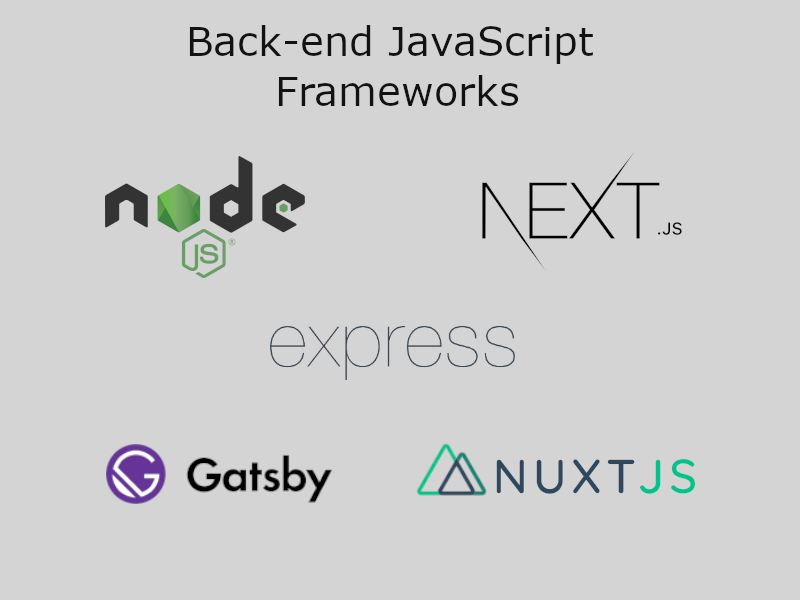 Back-end JavaScript
Frameworks
node
JS®
NEXT.JS
express
Gatsby
NUXTJS